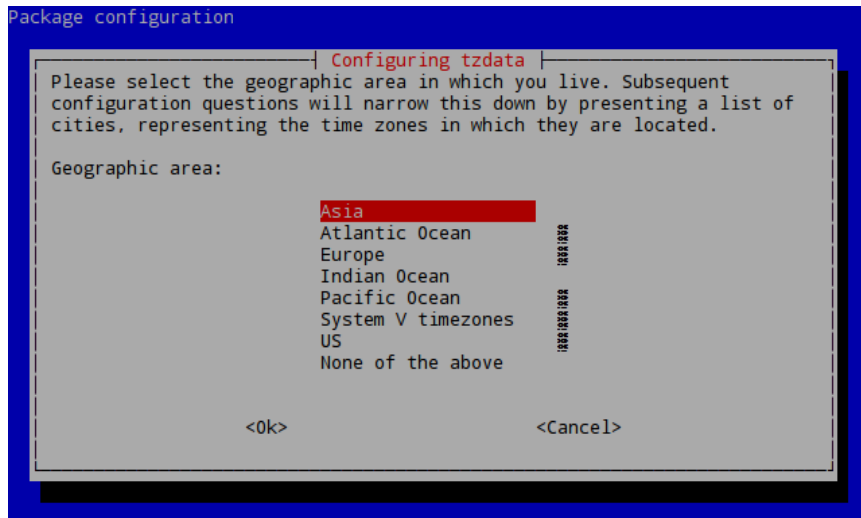 Package configuration
Configuring tzdata
Please select the geographic area in which you live. Subsequent
configuration questions will narrow this down by presenting a list of
cities, representing the time zones in which they are located.
Geographic area:
Asia
Atlantic Ocean
Europe
Indian Ocean
Pacific Ocean
System V timezones
US
None of the above
<Ok> <Cancel>